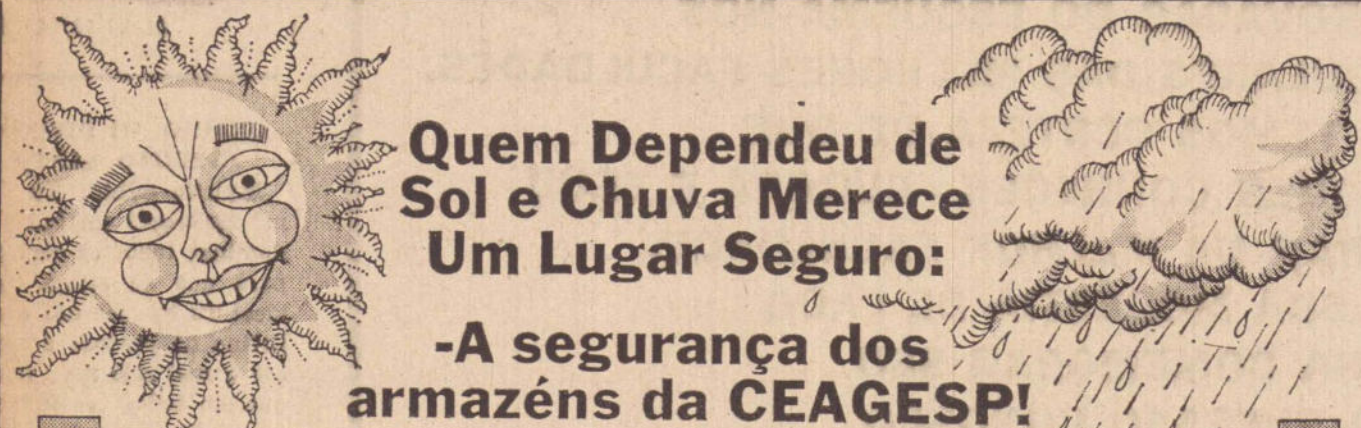 Quem Dependeu de
Sol e Chuva Merece
Um Lugar Seguro:
-A segurança dos
armazéns da CEAGESP!